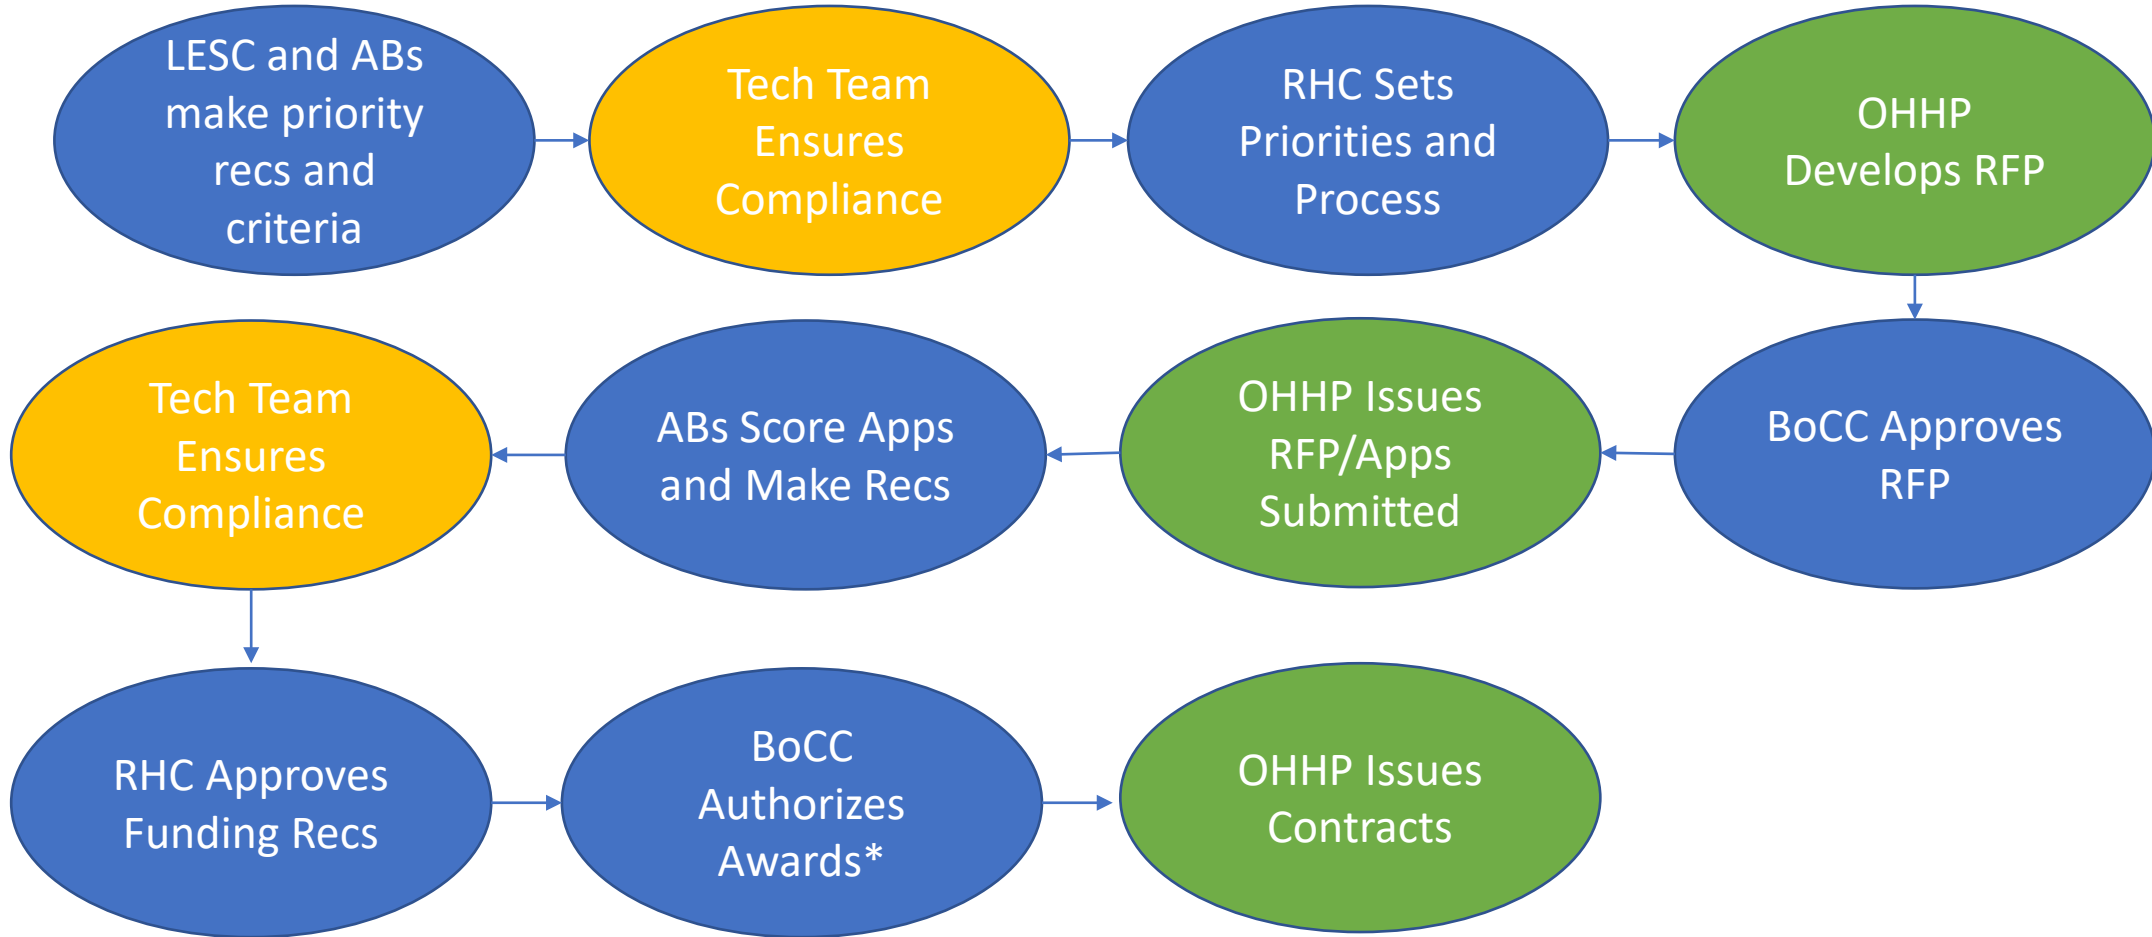 LESC and ABs
make priority
recs and
criteria
Tech Team
Ensures
Compliance
RHC Sets
Priorities and
Process
OHHP
Develops RFP
BoCC Approves
RFP
OHHP Issues
RFP/Apps
Submitted
ABs Score Apps
and Make Recs
Tech Team
Ensures
Compliance
RHC Approves
Funding Recs
BoCC
Authorizes
Awards*
OHHP Issues
Contracts